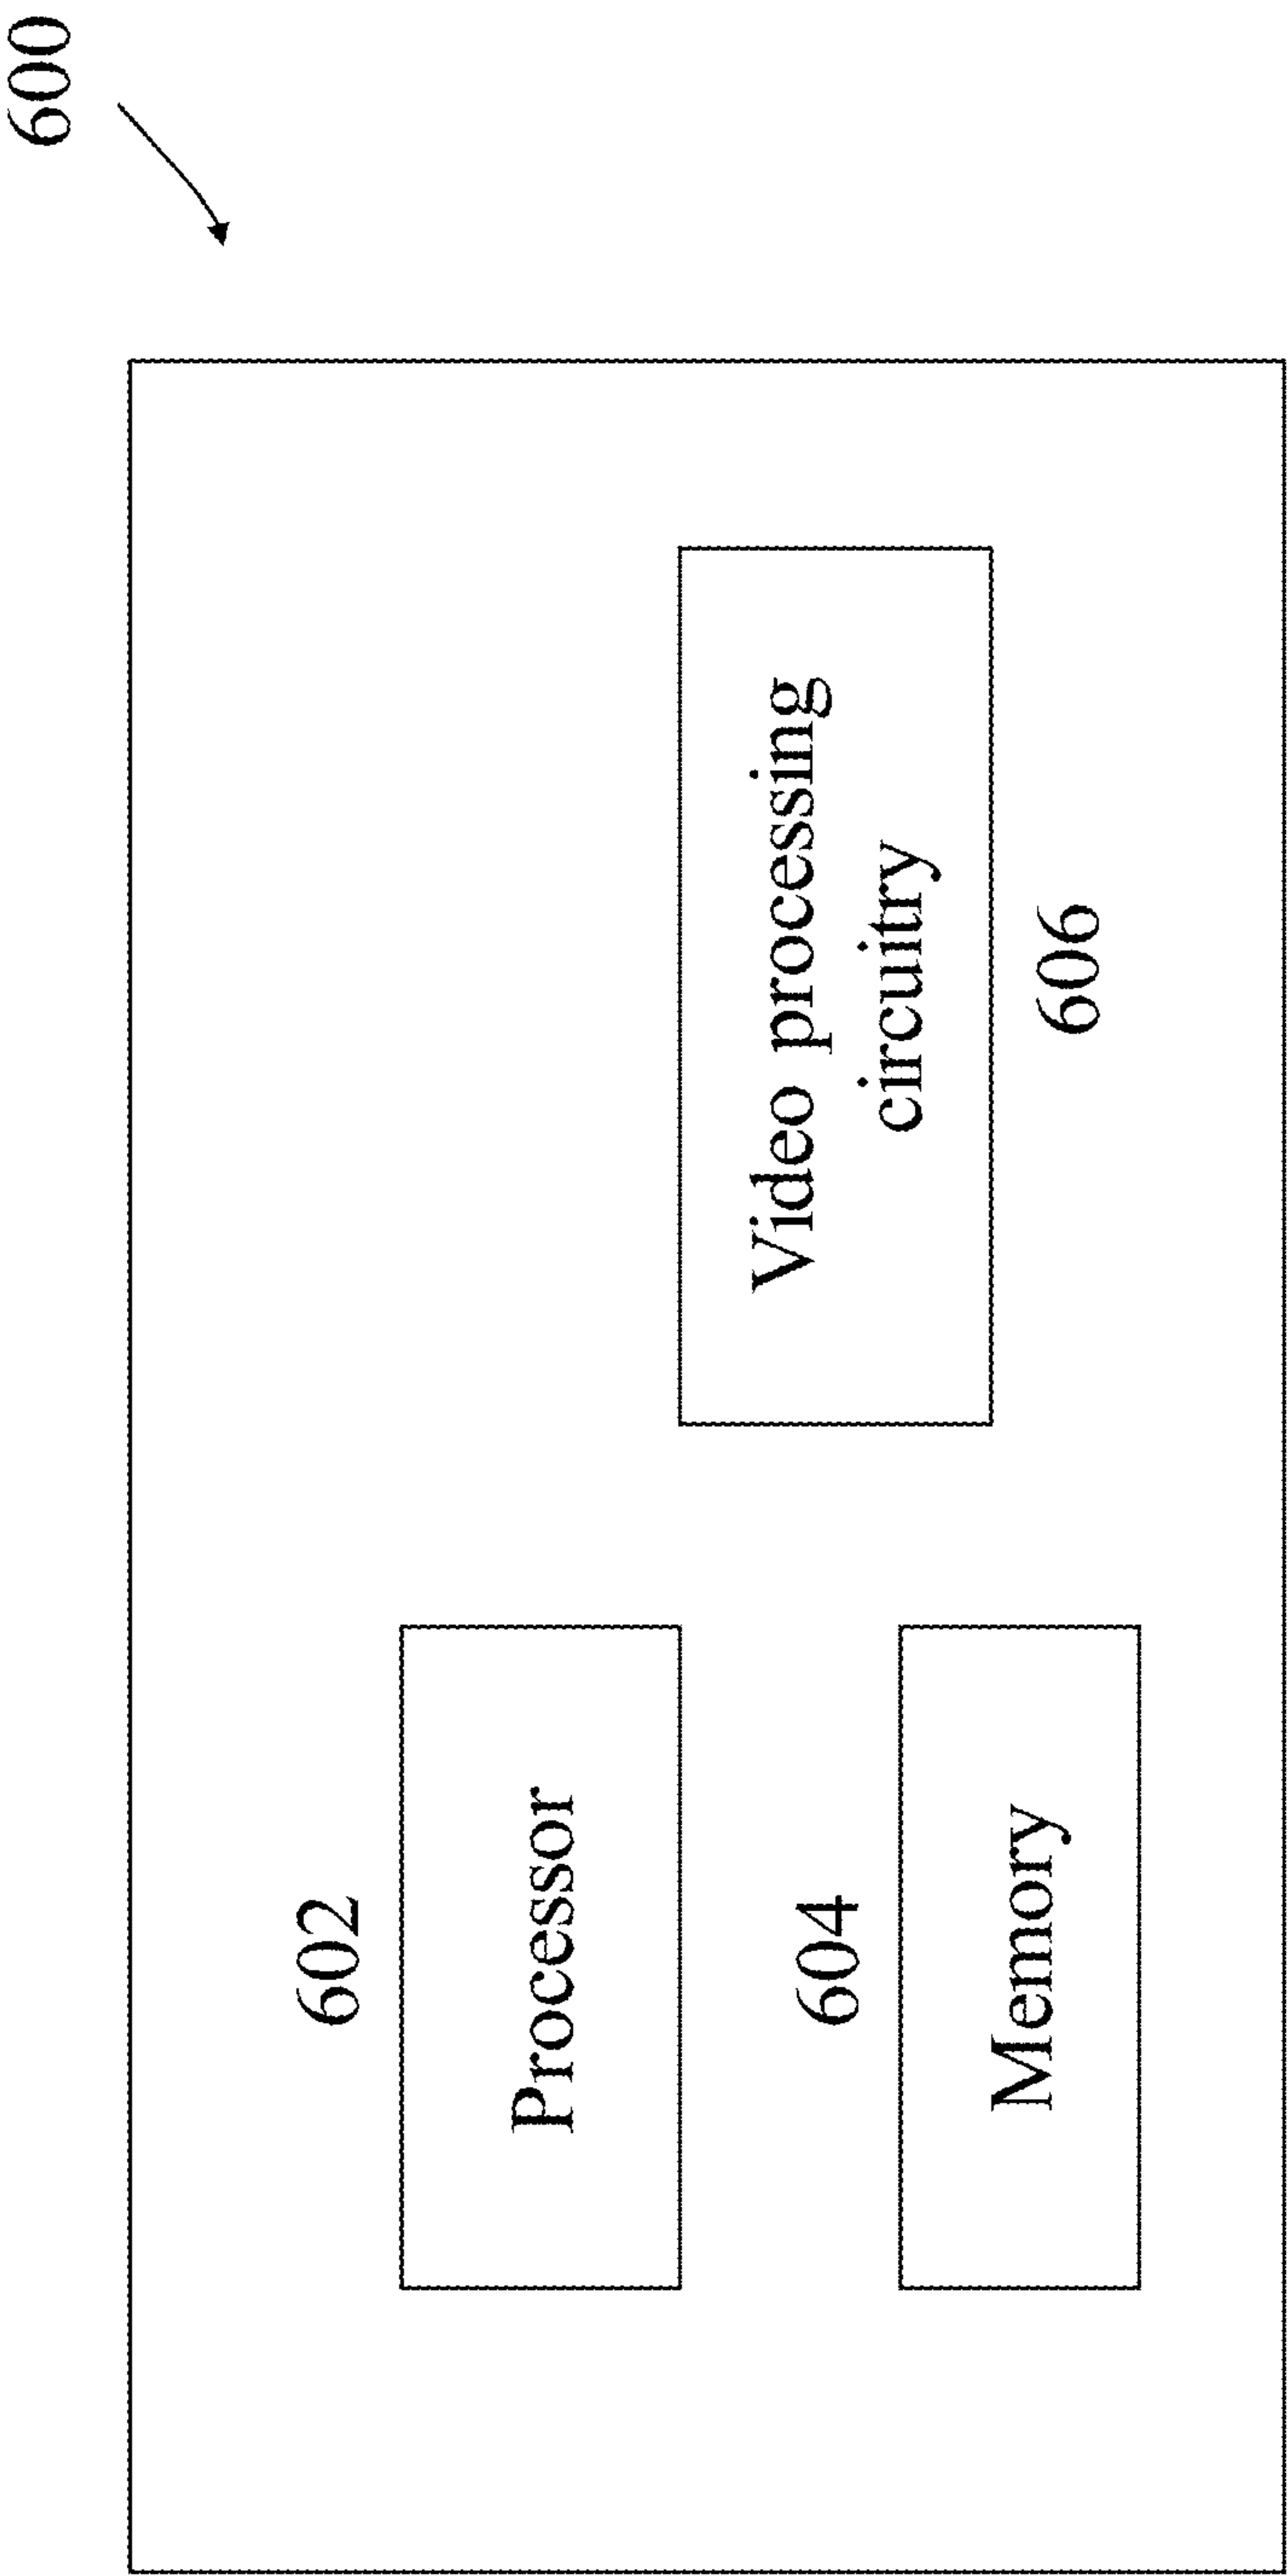 600
602
Processor
604
Memory
Video processing
circuitry
606